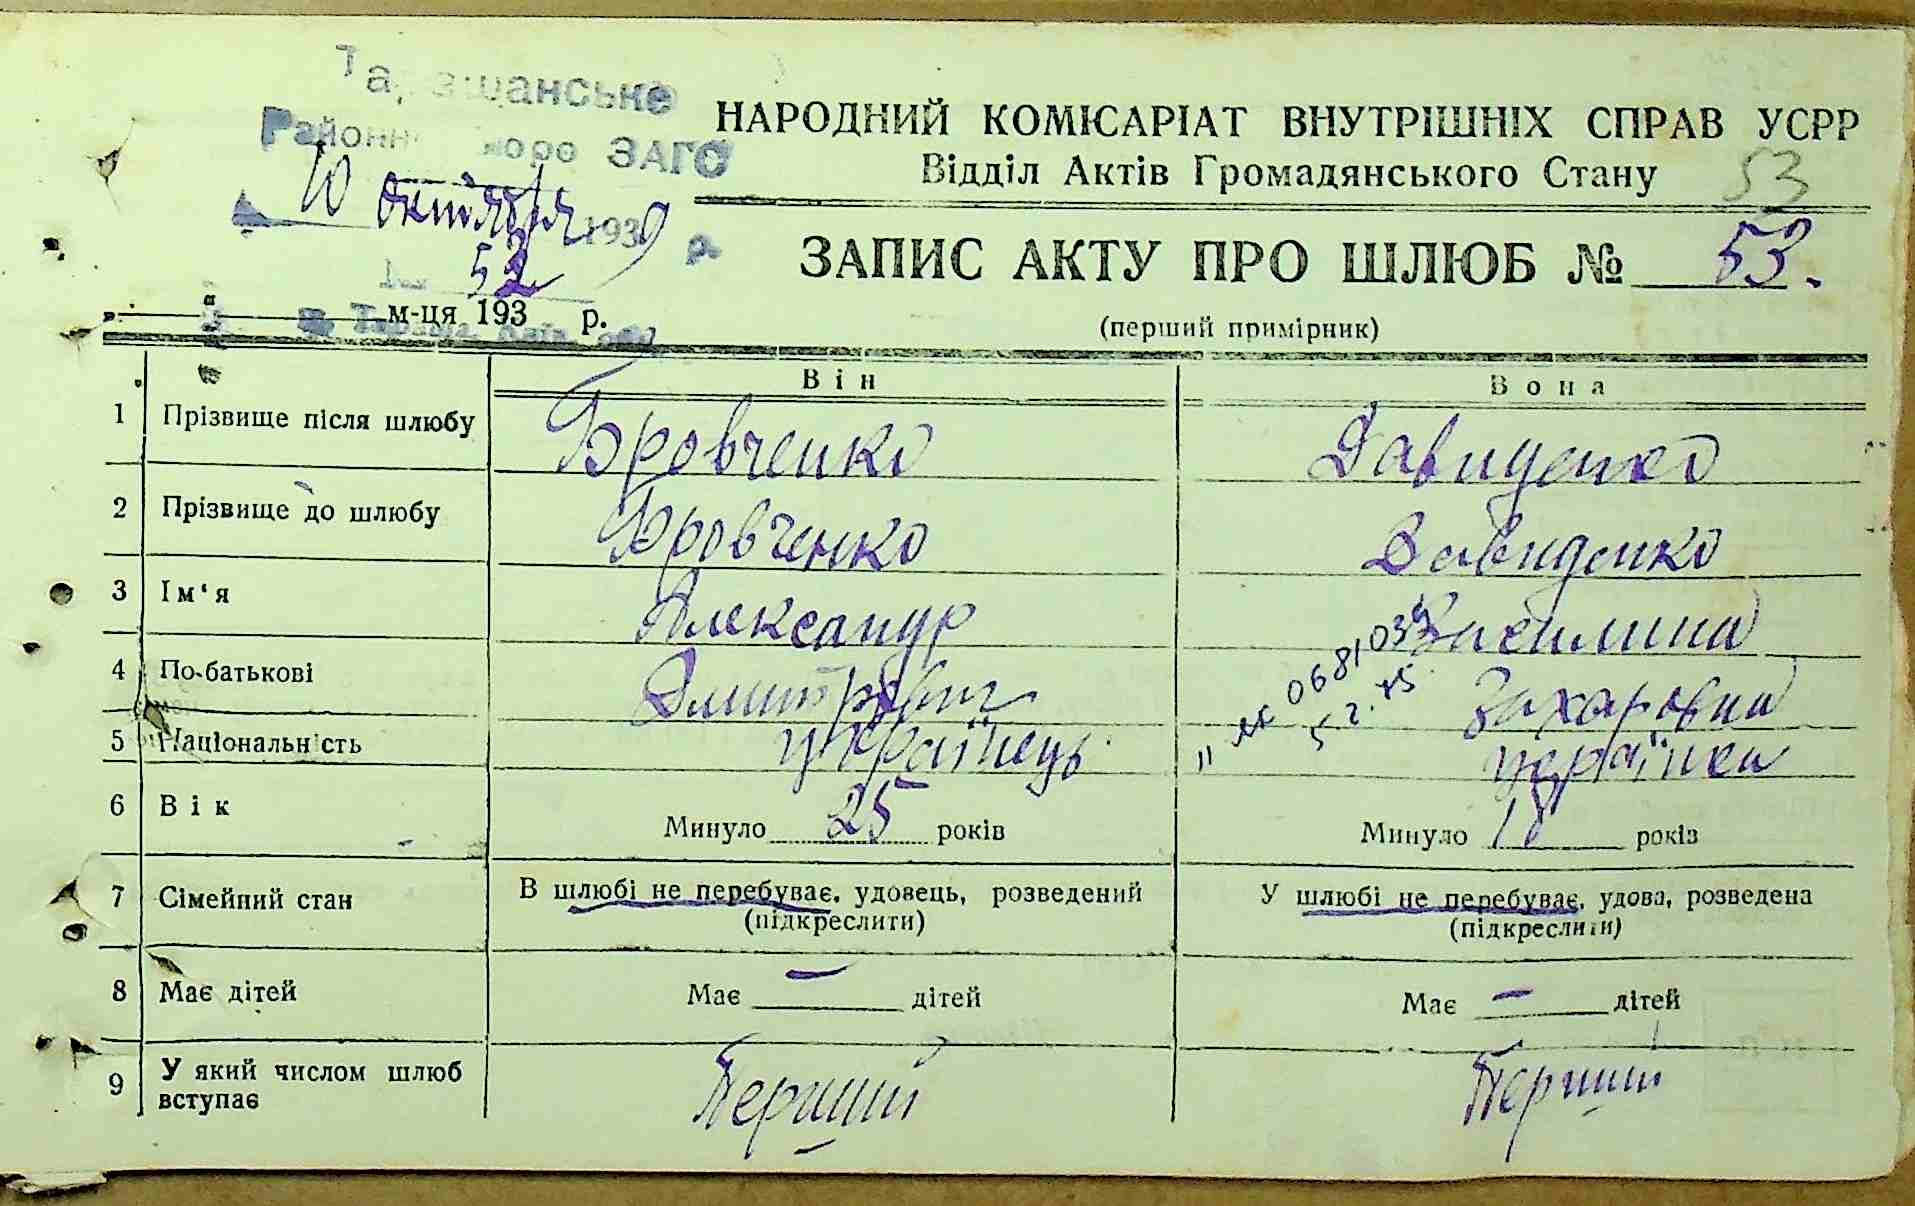 Таращанське
Районне бюро ЗАГС
10 октября 1939 р.
52
м-ця 193 р.
НАРОДНИЙ КОМІСАРІАТ ВНУТРІШНІХ СПРАВ УСРР
Відділ Актів Громадянського Стану
53
ЗАПИС АКТУ ПРО ШЛЮБ № 53.
(перший примірник)
Він Вона
1 Прізвище після шлюбу Бровченко Давиденко
2 Прізвище до шлюбу Бровченко Давиденко
3 Ім‘я Александр Василина
4 По-батькові Дмитрович Захаровна
5 Національність українець українка
6 Вік Минуло 25 років Минуло 18 років
7 Сімейний стан В шлюбі не перебуває, удовець, розведений У шлюбі не перебуває, удова, розведена
(підкреслити) (підкреслити)
8 Має дітей Має — дітей Має — дітей
9 У який числом шлюб вступає Перший Перший